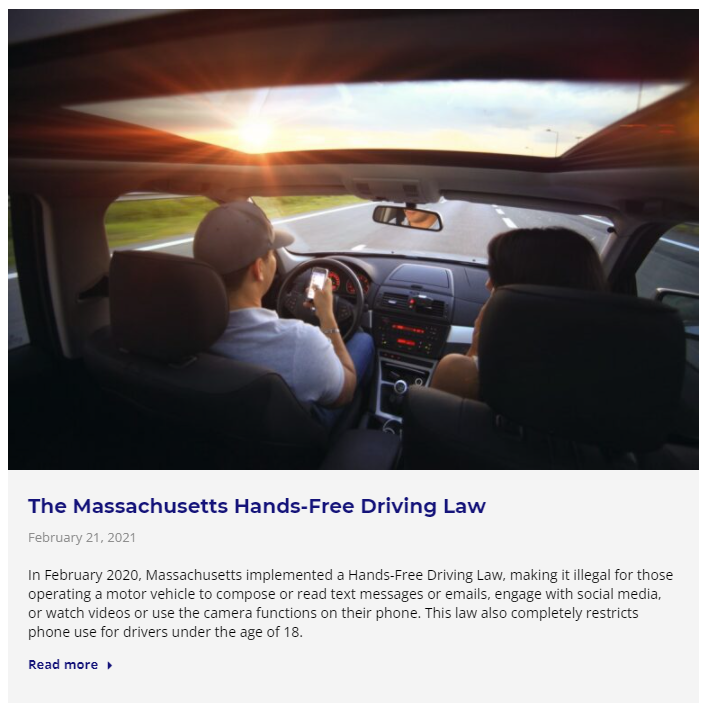 The Massachusetts Hands-Free Driving Law
February 21, 2021
In February 2020, Massachusetts implemented a Hands-Free Driving Law, making it illegal for those
operating a motor vehicle to compose or read text messages or emails, engage with social media,
or watch videos or use the camera functions on their phone. This law also completely restricts
phone use for drivers under the age of 18.
Read more